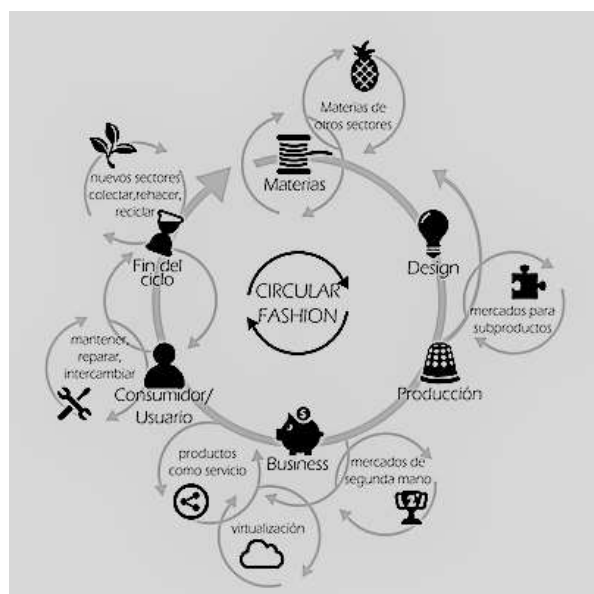 Materias de
otros sectores
Materias
nuevos sectores
colectar,rehacer,
reciclar
Fin del
ciclo
Design
CIRCULAR
FASHION
mercados para
subproductos
mantener,
reparar,
intercambiar
Producción
Consumidor/
Usuario
$
Business
productos
como servicio
mercados de
segunda mano
2
virtualización